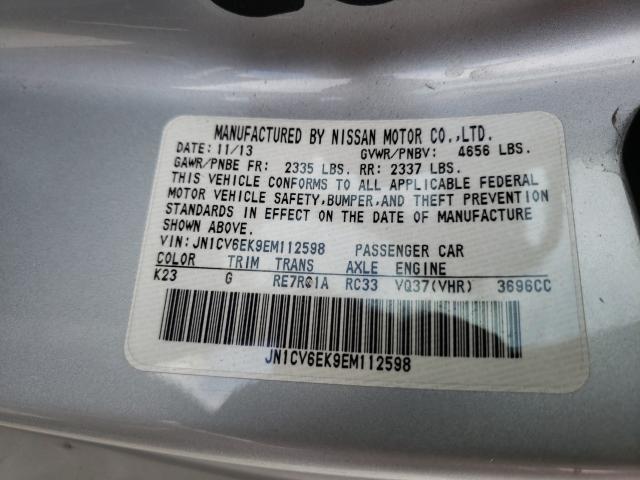 MANUFACTURED BY NISSAN MOTOR CO.,LTD.
DATE: 11/13 GVWR/PNBV: 4656 LBS.
GAWR/PNBE FR: 2335 LBS. RR: 2337 LBS.
THIS VEHICLE CONFORMS TO ALL APPLICABLE FEDERAL
MOTOR VEHICLE SAFETY,BUMPER,AND THEFT PREVENTION
STANDARDS IN EFFECT ON THE DATE OF MANUFACTURE
SHOWN ABOVE.
VIN: JN1CV6EK9EM112598 PASSENGER CAR
COLOR TRIM TRANS AXLE ENGINE
K23 G RE7R01A RC33 VQ37(VHR) 3696CC
JN1CV6EK9EM112598